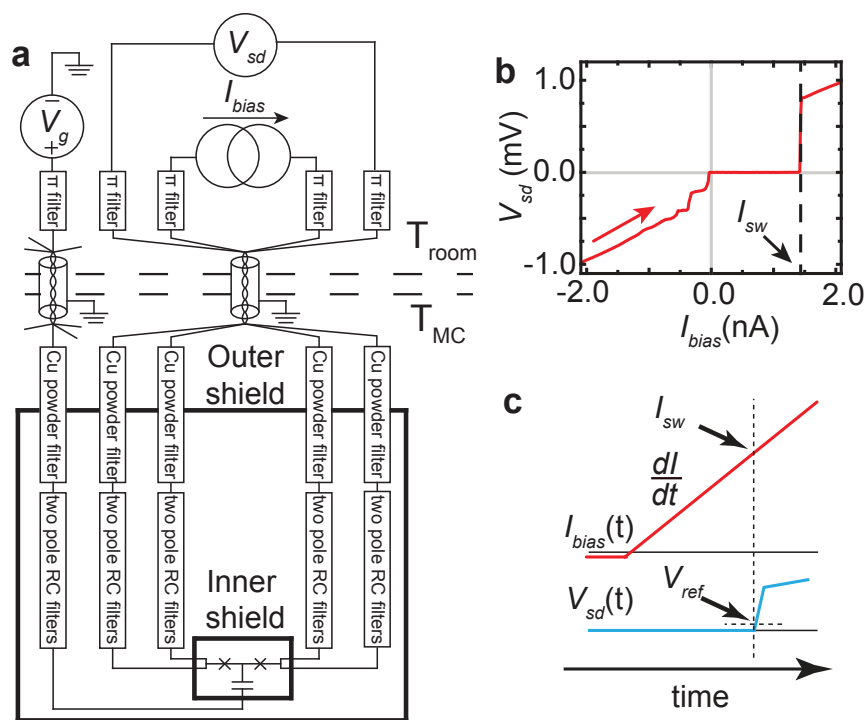 a
V_sd
I_bias
V_g
−
+
π filter
π filter
π filter
π filter
π filter
T_room
T_MC
Outer
shield
Cu powder filter
Cu powder filter
Cu powder filter
Cu powder filter
Cu powder filter
two pole RC filters
two pole RC filters
two pole RC filters
two pole RC filters
two pole RC filters
Inner
shield
b
V_sd (mV)
1.0
0.0
-1.0
I_sw
-2.0
0.0
2.0
I_bias(nA)
c
I_sw
dI
dt
I_bias(t)
V_ref
V_sd(t)
time